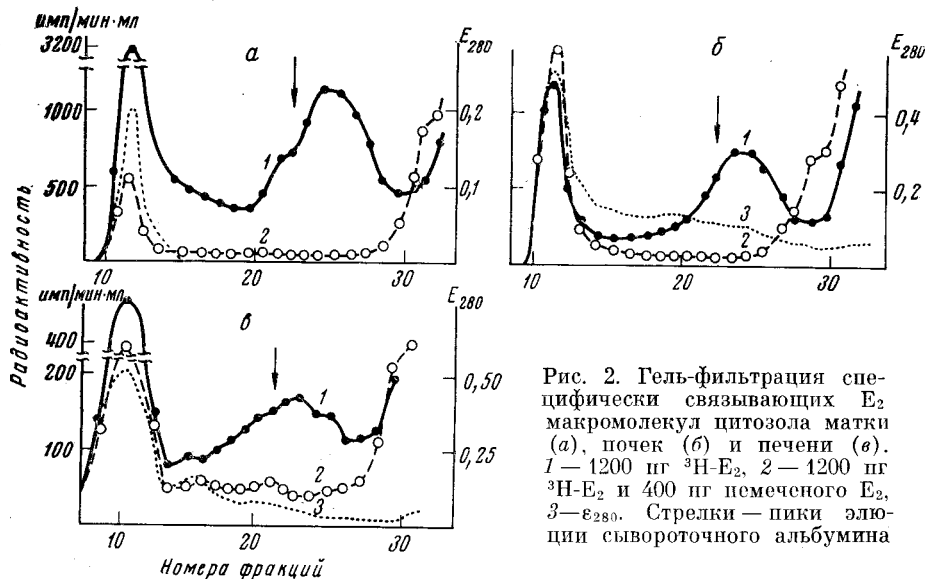 имп/мин·мл
3200
1000
500
а
E280
0,2
0,1
1
2
10
20
30
б
0,4
0,2
1
3
2
10
20
30
Радиоактивность.
имп/мин·мл
400
200
100
в
E280
0,50
0,25
1
2
3
10
20
30
Номера фракций
Рис. 2. Гель-фильтрация спе-
цифически связывающих E2
макромолекул цитозола матки
(а), почек (б) и печени (в).
1 — 1200 пг ³H-E2, 2 — 1200 пг
³H-E2 и 400 нг немеченого E2,
3—ε280. Стрелки — пики элю-
ции сывороточного альбумина